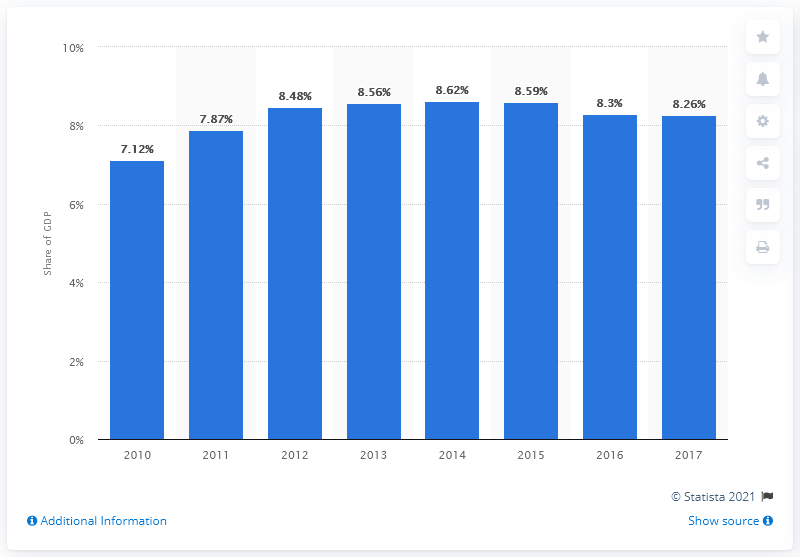 10%
8%
6%
4%
2%
0%
Share of GDP
7.12%
7.87%
8.48%
8.56%
8.62%
8.59%
8.3%
8.26%
2010 2011 2012 2013 2014 2015 2016 2017
© Statista 2021
Additional Information
Show source